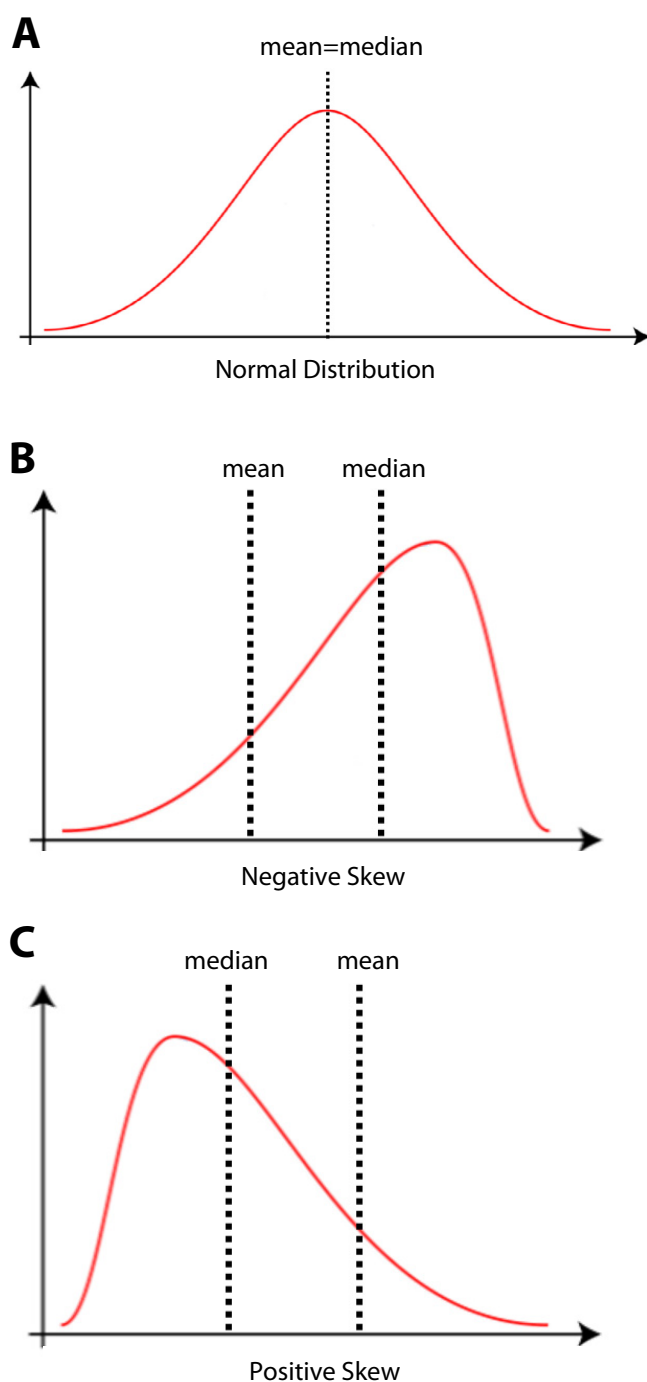 A
mean=median
Normal Distribution
B
mean median
Negative Skew
C
median mean
Positive Skew